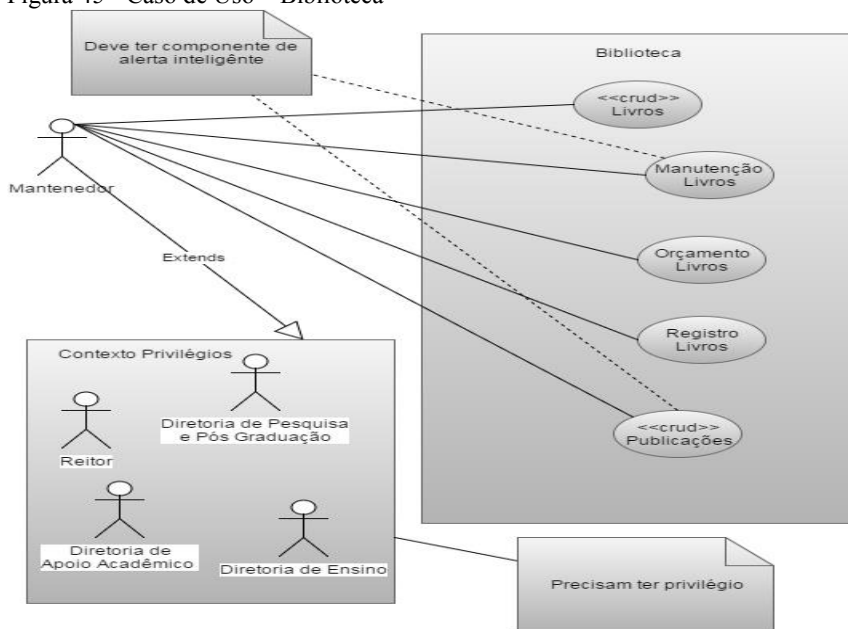 Figura 45 - Caso de Uso – Biblioteca
Deve ter componente de
alerta inteligênte
Biblioteca
<<crud>>
Livros
Manutenção
Livros
Mantenedor
Orçamento
Livros
Extends
Registro
Livros
Contexto Privilégios
Diretoria de Pesquisa
e Pós Graduação
<<crud>>
Publicações
Reitor
Diretoria de
Apoio Acadêmico
Diretoria de Ensino
Precisam ter privilégio